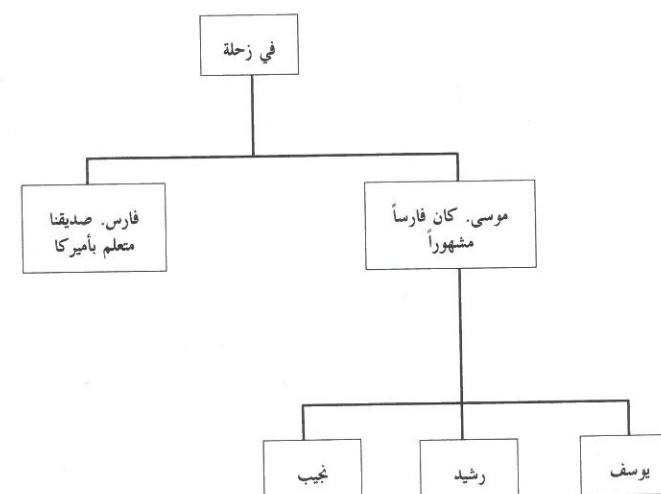 في زحلة
موسى. كان فارساً
مشهوراً
فارس. صديقنا
متعلم بأميركا
يوسف
رشيد
نجيب